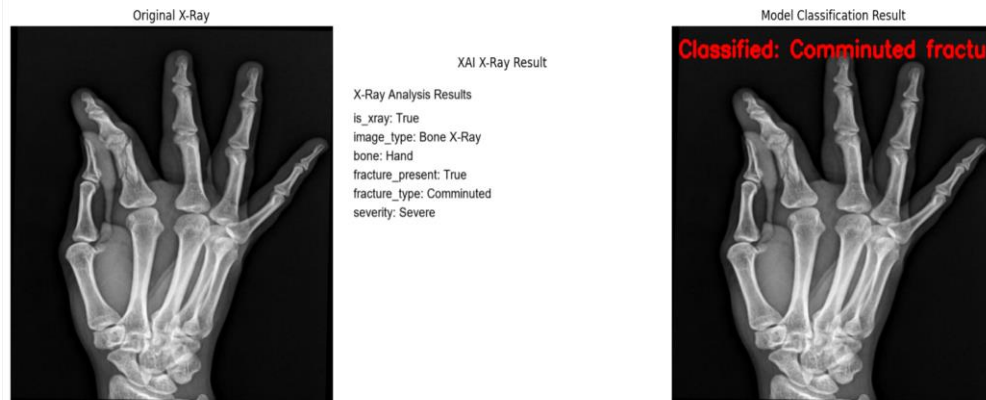 Original X-Ray
XAI X-Ray Result
X-Ray Analysis Results
is_xray: True
image_type: Bone X-Ray
bone: Hand
fracture_present: True
fracture_type: Comminuted
severity: Severe
Model Classification Result
Classified: Comminuted fractu